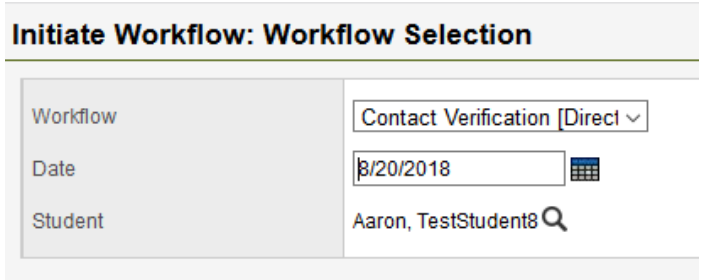 Initiate Workflow: Workflow Selection
Workflow Contact Verification [Direct
Date 8/20/2018
Student Aaron, TestStudent8